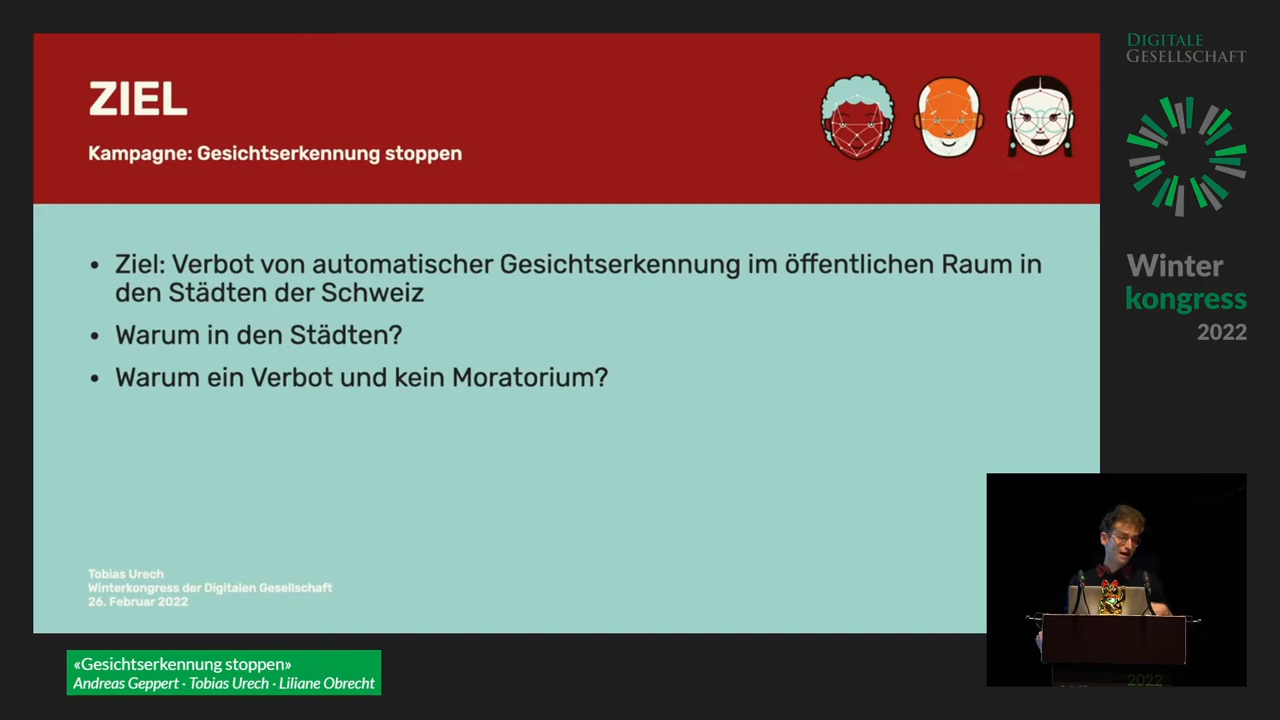 ZIEL
Kampagne: Gesichtserkennung stoppen
• Ziel: Verbot von automatischer Gesichtserkennung im öffentlichen Raum in
den Städten der Schweiz
• Warum in den Städten?
• Warum ein Verbot und kein Moratorium?
Tobias Urech
Winterkongress der Digitalen Gesellschaft
26. Februar 2022
DIGITALE
GESELLSCHAFT
Winter
kongress
2022
2022
«Gesichtserkennung stoppen»
Andreas Geppert · Tobias Urech · Liliane Obrecht